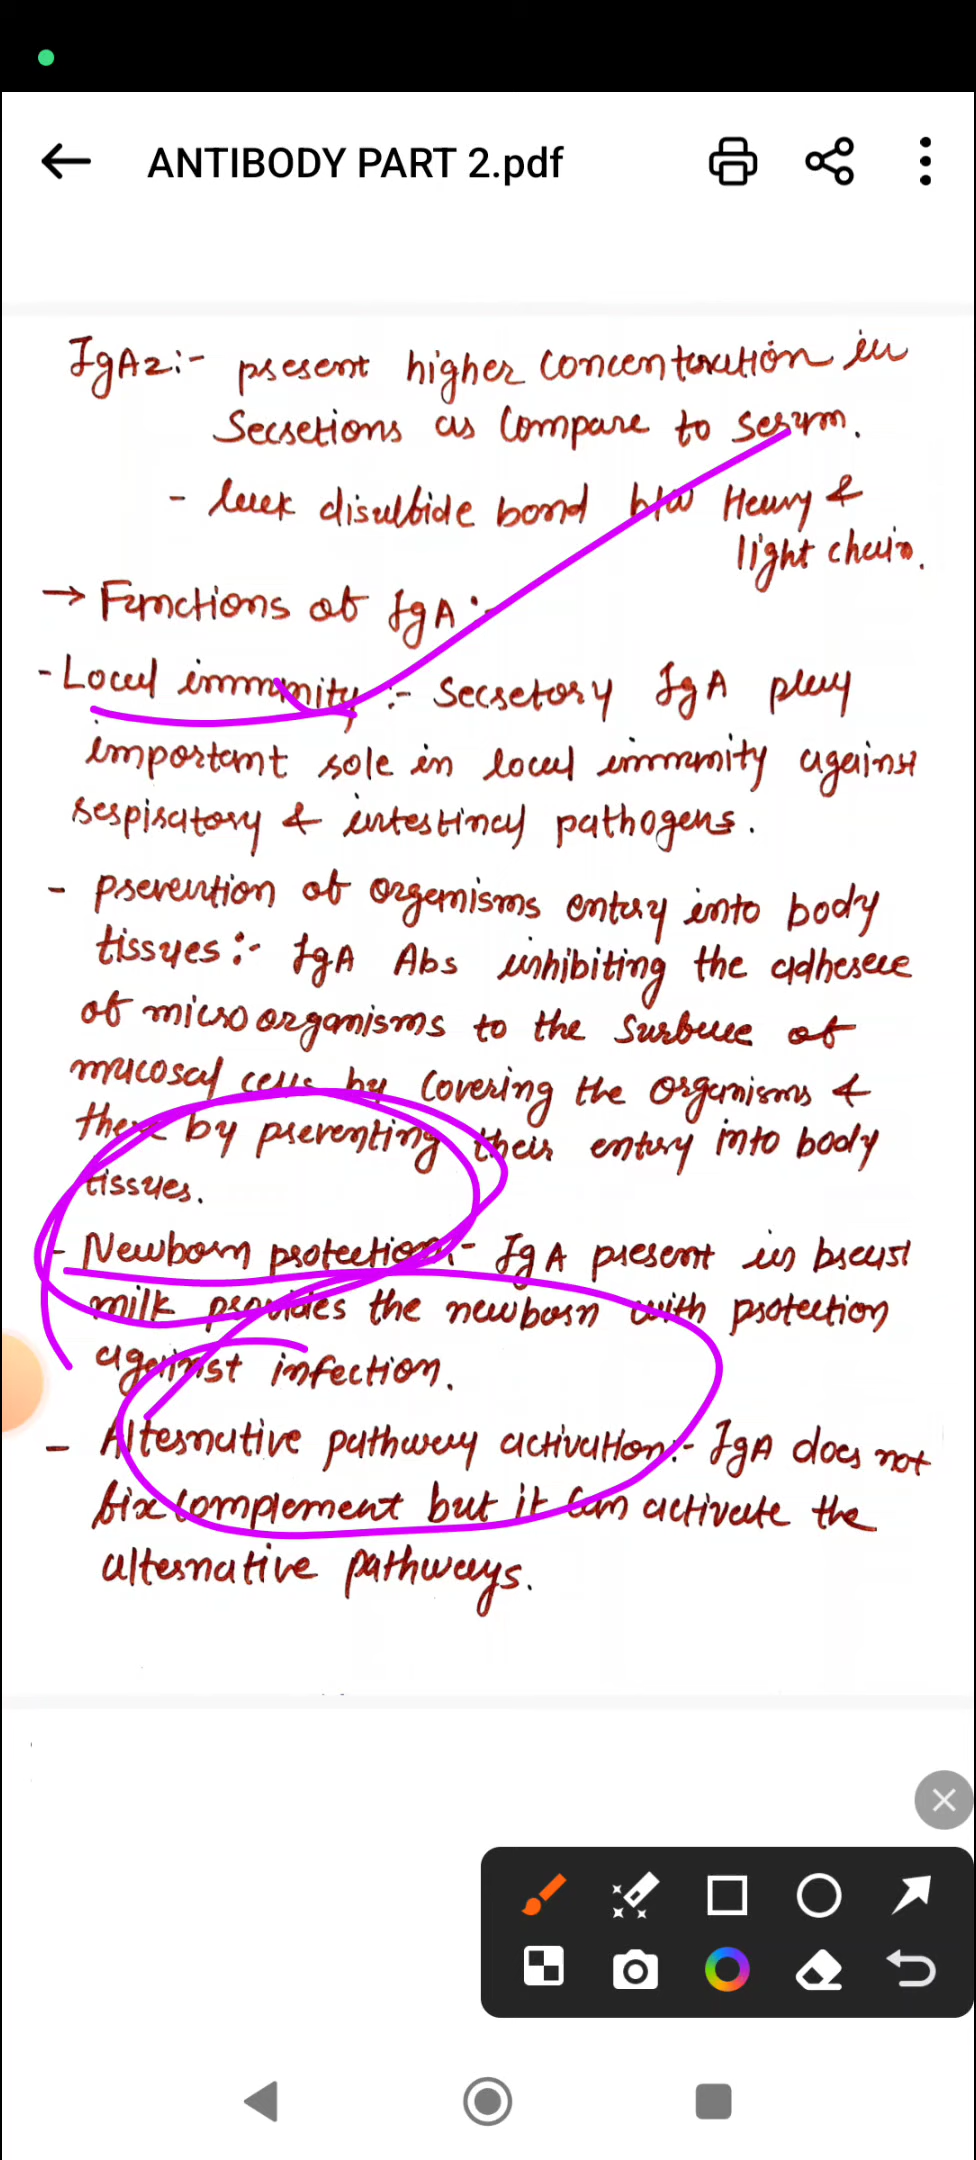 ANTIBODY PART 2.pdf
IgA2:- present higher concentration in
Secretions as Compare to serum.
- lack disulfide bond b/w Heavy &
light chain.
→ Functions of IgA :-
- Local immunity :- Secretory IgA play
important role in local immunity against
respiratory & intestinal pathogens.
- prevention of organisms entry into body
tissues :- IgA Abs inhibiting the adherence
of micro organisms to the surface of
mucosal cells by covering the organisms &
there by preventing their entry into body
tissues.
- Newborn protection :- IgA present in breast
milk provides the newborn with protection
against infection.
- Alternative pathway activation :- IgA does not
fix complement but it can activate the
alternative pathways.